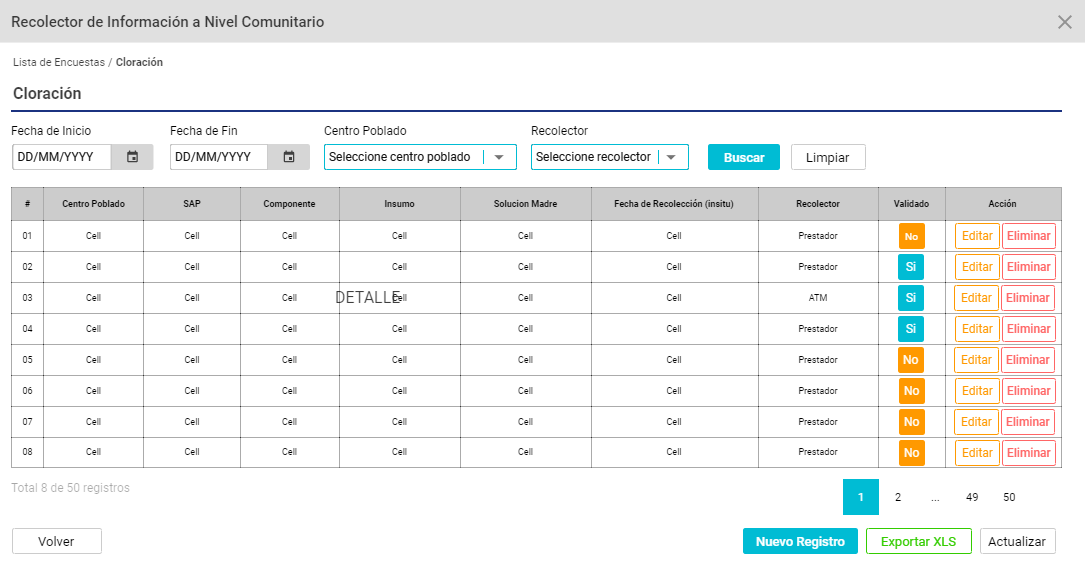 Recolector de Información a Nivel Comunitario
Lista de Encuestas / Cloración
Cloración
Fecha de Inicio Fecha de Fin Centro Poblado Recolector
DD/MM/YYYY DD/MM/YYYY Seleccione centro poblado Seleccione recolector Buscar Limpiar
# Centro Poblado SAP Componente Insumo Solucion Madre Fecha de Recolección (insitu) Recolector Validado Acción
01 Cell Cell Cell Cell Cell Cell Prestador No Editar Eliminar
02 Cell Cell Cell Cell Cell Cell Prestador Si Editar Eliminar
03 Cell Cell Cell DETALLE Cell Cell Cell ATM Si Editar Eliminar
04 Cell Cell Cell Cell Cell Cell Prestador Si Editar Eliminar
05 Cell Cell Cell Cell Cell Cell Prestador No Editar Eliminar
06 Cell Cell Cell Cell Cell Cell Prestador No Editar Eliminar
07 Cell Cell Cell Cell Cell Cell Prestador No Editar Eliminar
08 Cell Cell Cell Cell Cell Cell Prestador No Editar Eliminar
Total 8 de 50 registros
1 2 ... 49 50
Volver Nuevo Registro Exportar XLS Actualizar